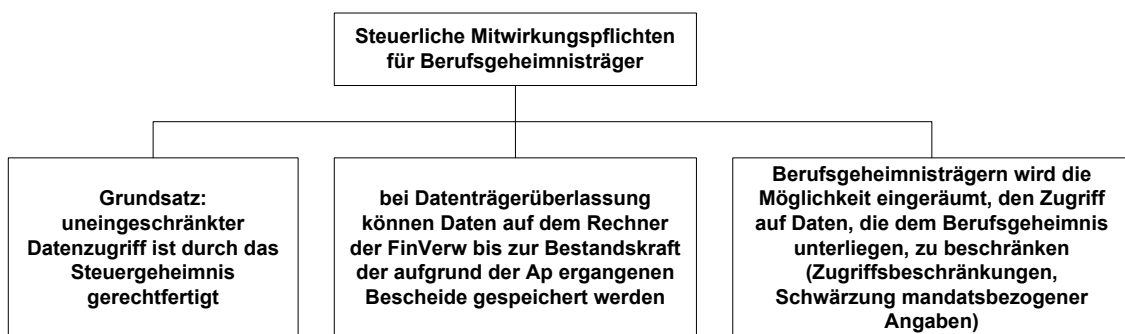 Steuerliche Mitwirkungspflichten
für Berufsgeheimnisträger
Grundsatz:
uneingeschränkter
Datenzugriff ist durch das
Steuergeheimnis
gerechtfertigt
bei Datenträgerüberlassung
können Daten auf dem Rechner
der FinVerw bis zur Bestandskraft
der aufgrund der Ap ergangenen
Bescheide gespeichert werden
Berufsgeheimnisträgern wird die
Möglichkeit eingeräumt, den Zugriff
auf Daten, die dem Berufsgeheimnis
unterliegen, zu beschränken
(Zugriffsbeschränkungen,
Schwärzung mandatsbezogener
Angaben)